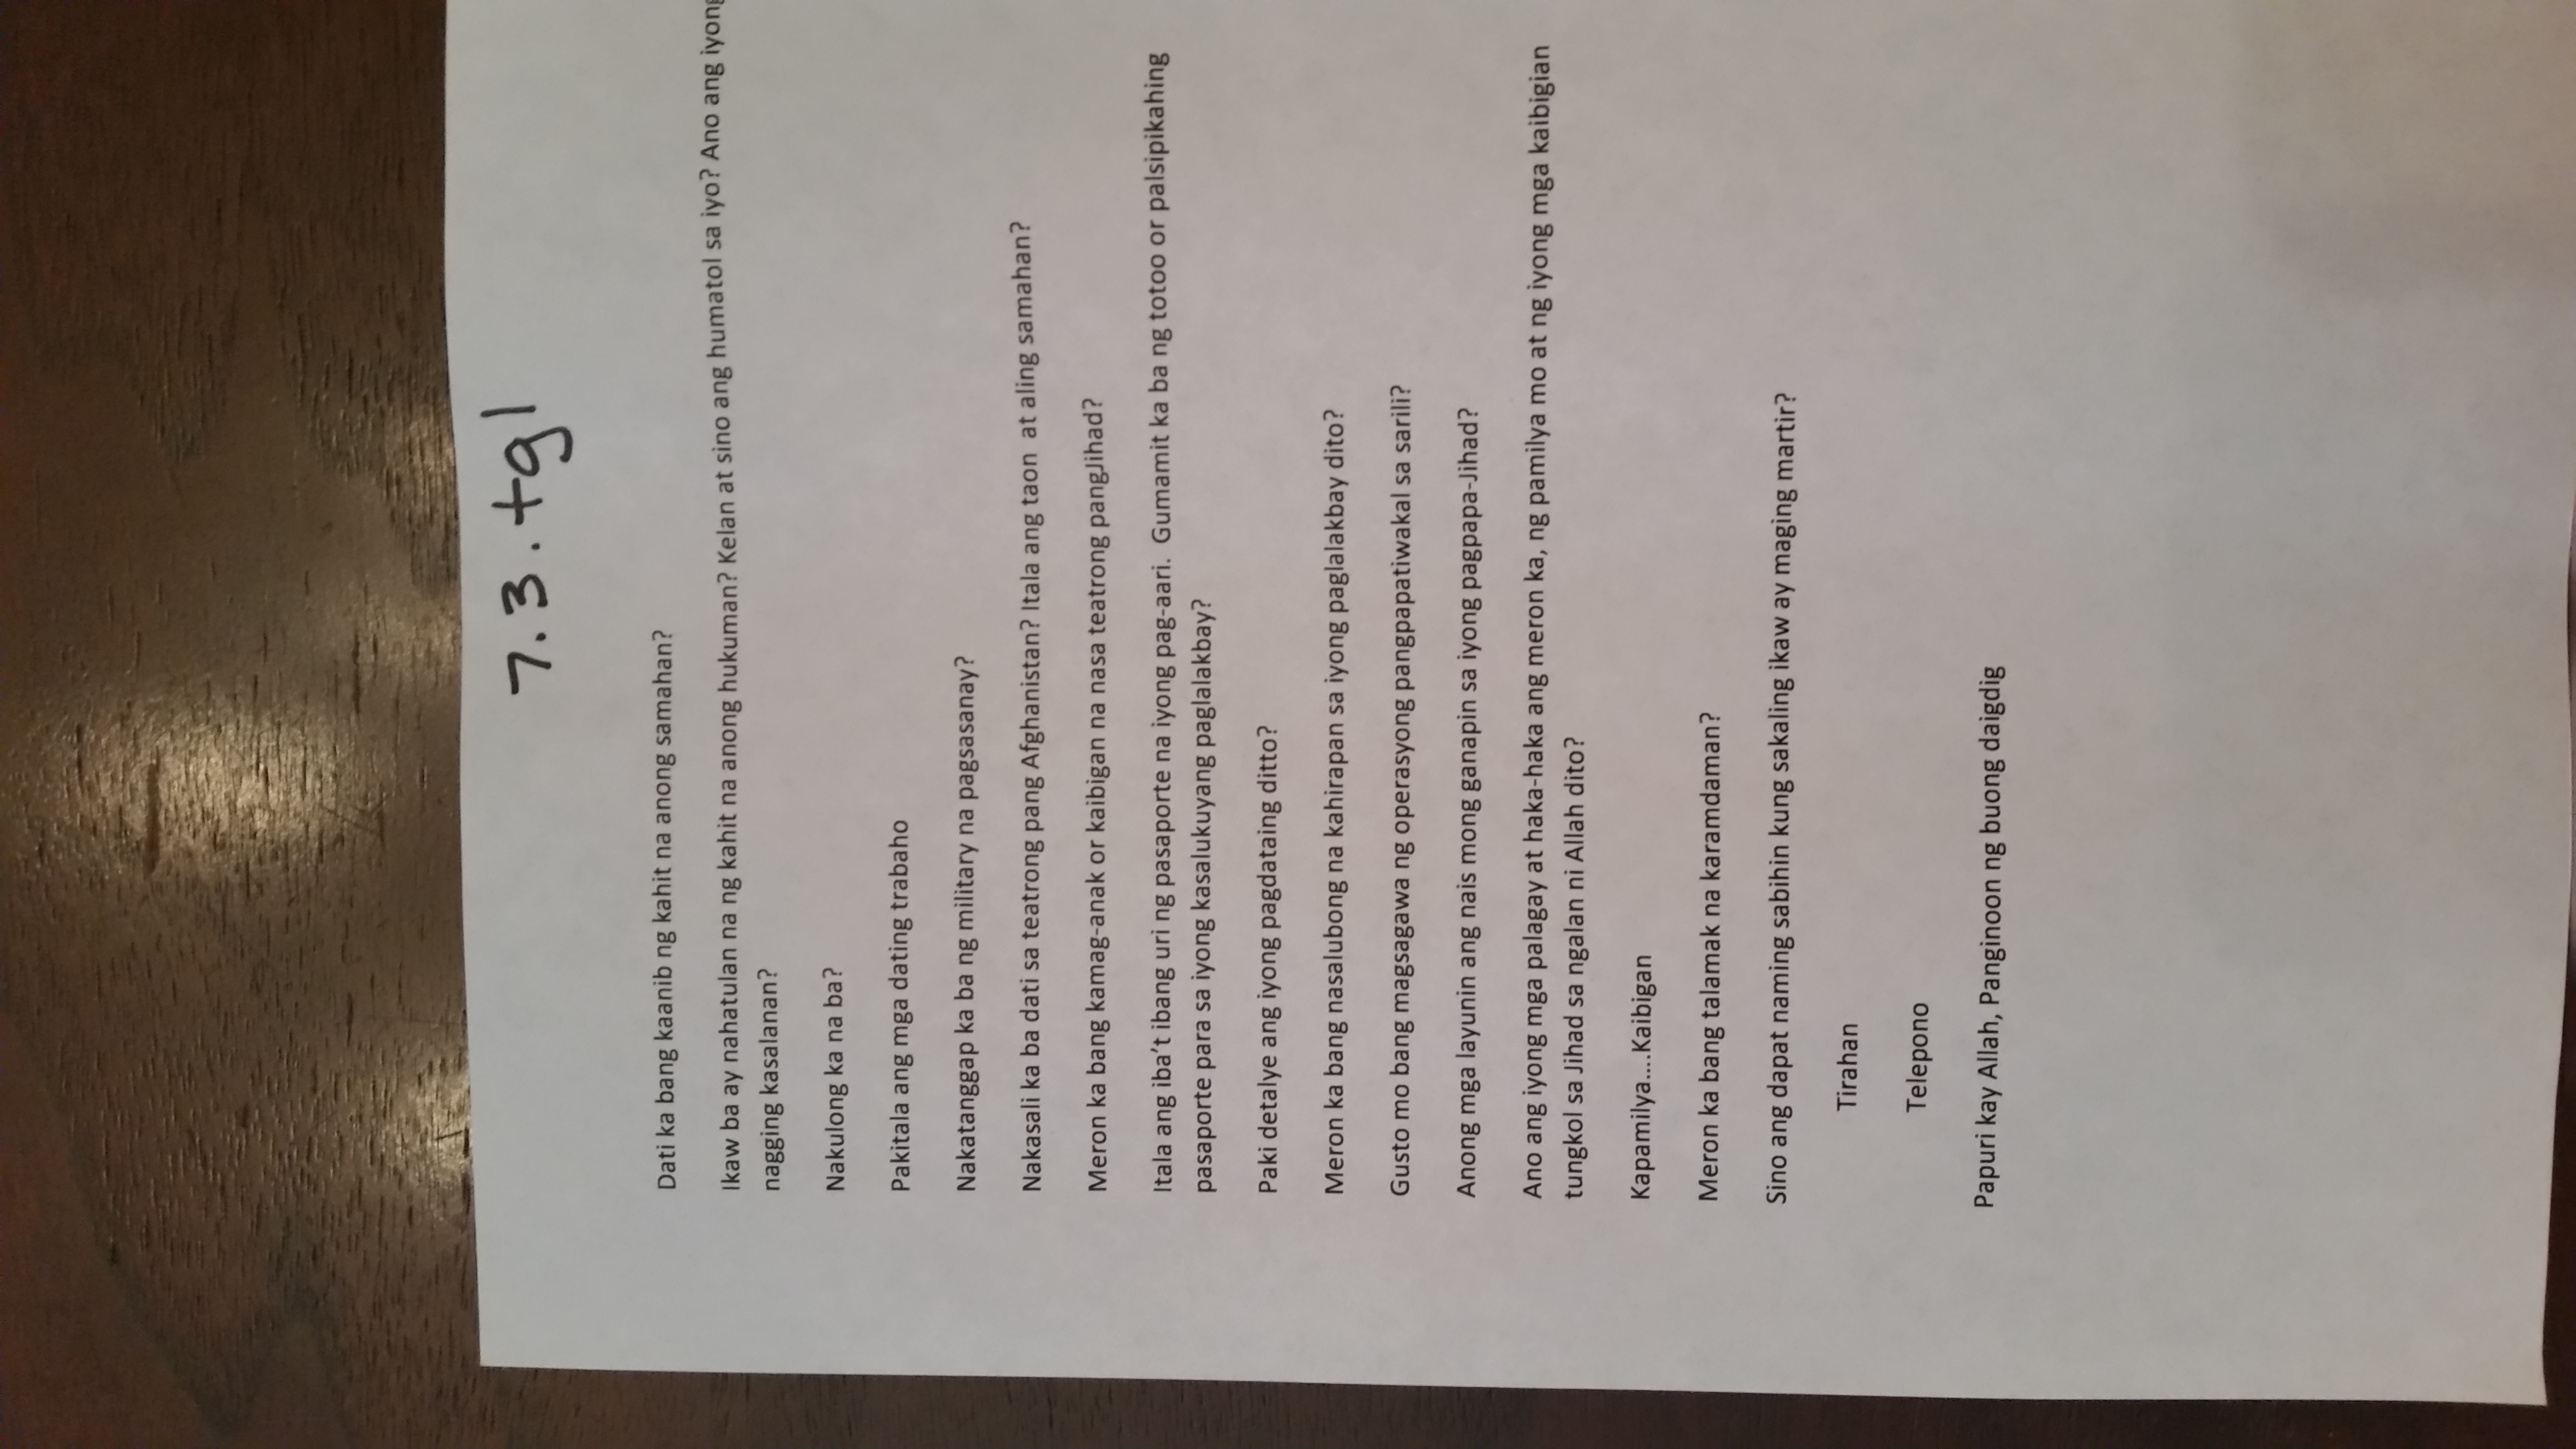 7.3.tgl
Dati ka bang kaanib ng kahit na anong samahan?
Ikaw ba ay nahatulan na ng kahit na anong hukuman? Kelan at sino ang humatol sa iyo? Ano ang iyong
nagging kasalanan?
Nakulong ka na ba?
Pakitala ang mga dating trabaho
Nakatanggap ka ba ng military na pagsasanay?
Nakasali ka ba dati sa teatrong pang Afghanistan? Itala ang taon  at aling samahan?
Meron ka bang kamag-anak or kaibigan na nasa teatrong pangJihad?
Itala ang iba't ibang uri ng pasaporte na iyong pag-aari.  Gumamit ka ba ng totoo or palsipikahing
pasaporte para sa iyong kasalukuyang paglalakbay?
Paki detalye ang iyong pagdataing ditto?
Meron ka bang nasalubong na kahirapan sa iyong paglalakbay dito?
Gusto mo bang magsagawa ng operasyong pangpapatiwakal sa sarili?
Anong mga layunin ang nais mong ganapin sa iyong pagpapa-Jihad?
Ano ang iyong mga palagay at haka-haka ang meron ka, ng pamilya mo at ng iyong mga kaibigian
tungkol sa Jihad sa ngalan ni Allah dito?
Kapamilya....Kaibigan
Meron ka bang talamak na karamdaman?
Sino ang dapat naming sabihin kung sakaling ikaw ay maging martir?
Tirahan
Telepono
Papuri kay Allah, Panginoon ng buong daigdig